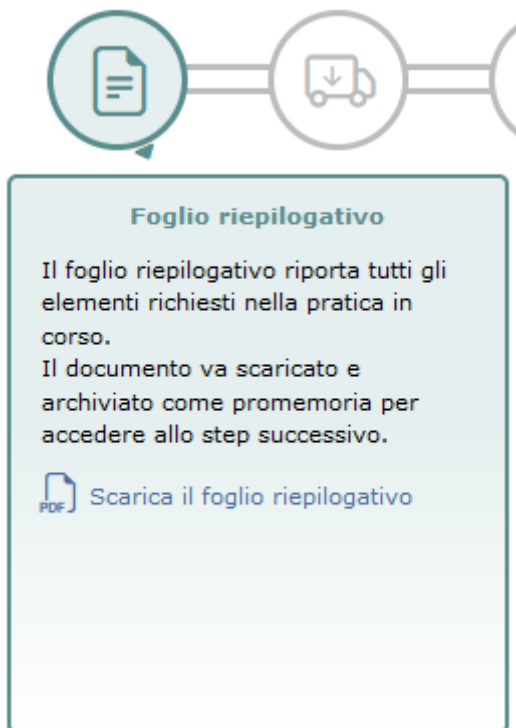 Foglio riepilogativo
Il foglio riepilogativo riporta tutti gli
elementi richiesti nella pratica in
corso.
Il documento va scaricato e
archiviato come promemoria per
accedere allo step successivo.
PDF Scarica il foglio riepilogativo